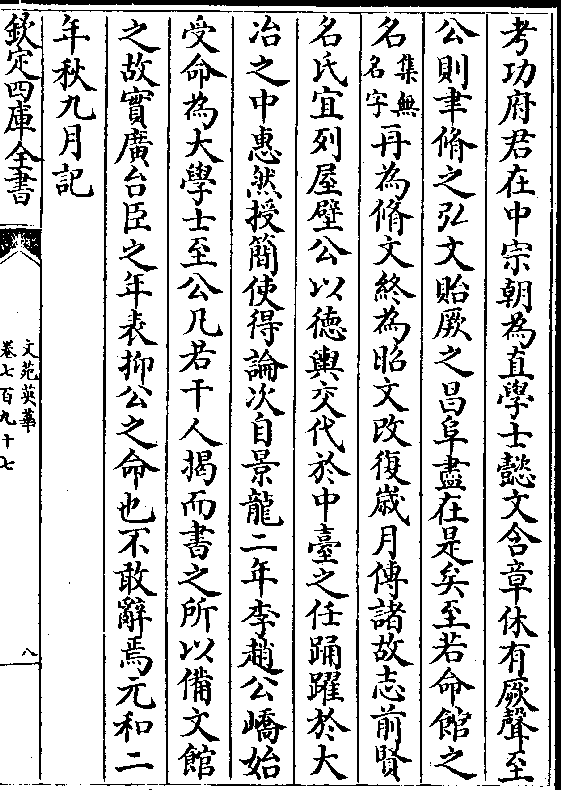 考功府君在中宗朝為直學士懿文含章休有厥聲至
公則聿脩之弘文貽厥之昌阜盡在是矣至若命館之
名集無名字再為脩文終為昭文改復歲月傳諸故志前賢
名氏宜列屋壁公以徳輿交代於中臺之任踊躍於大
冶之中惠然授簡使得論次自景龍二年李趙公嶠始
受命為大學士至公凡若干人揭而書之所以備文館
之故實廣台臣之年表抑公之命也不敢辭焉元和二
年秋九月記
欽定四庫全書
文苑英華
卷七百九十七
八